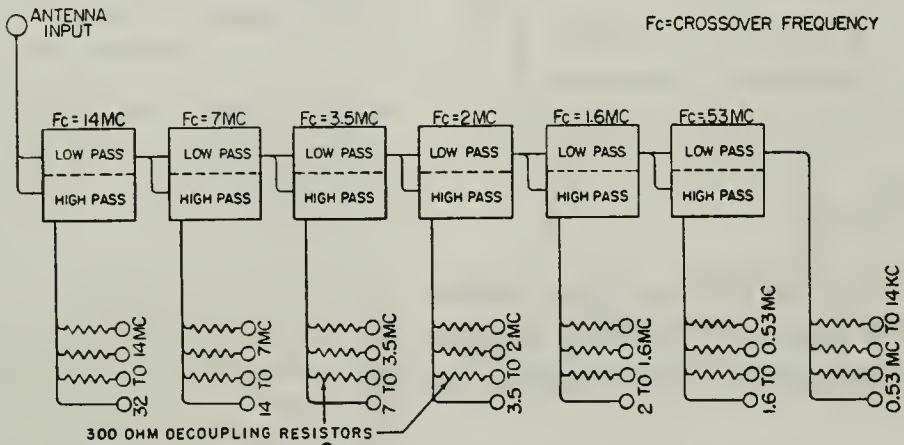 ANTENNA
INPUT
Fc=CROSSOVER FREQUENCY
Fc=14MC
Fc=7MC
Fc=3.5MC
Fc=2MC
Fc=1.6MC
Fc=.53MC
LOW PASS
LOW PASS
LOW PASS
LOW PASS
LOW PASS
LOW PASS
HIGH PASS
HIGH PASS
HIGH PASS
HIGH PASS
HIGH PASS
HIGH PASS
32 TO 14MC
14 TO 7MC
7 TO 3.5MC
3.5 TO 2MC
2 TO 1.6MC
1.6 TO 0.53MC
0.53 MC TO 14KC
300 OHM DECOUPLING RESISTORS